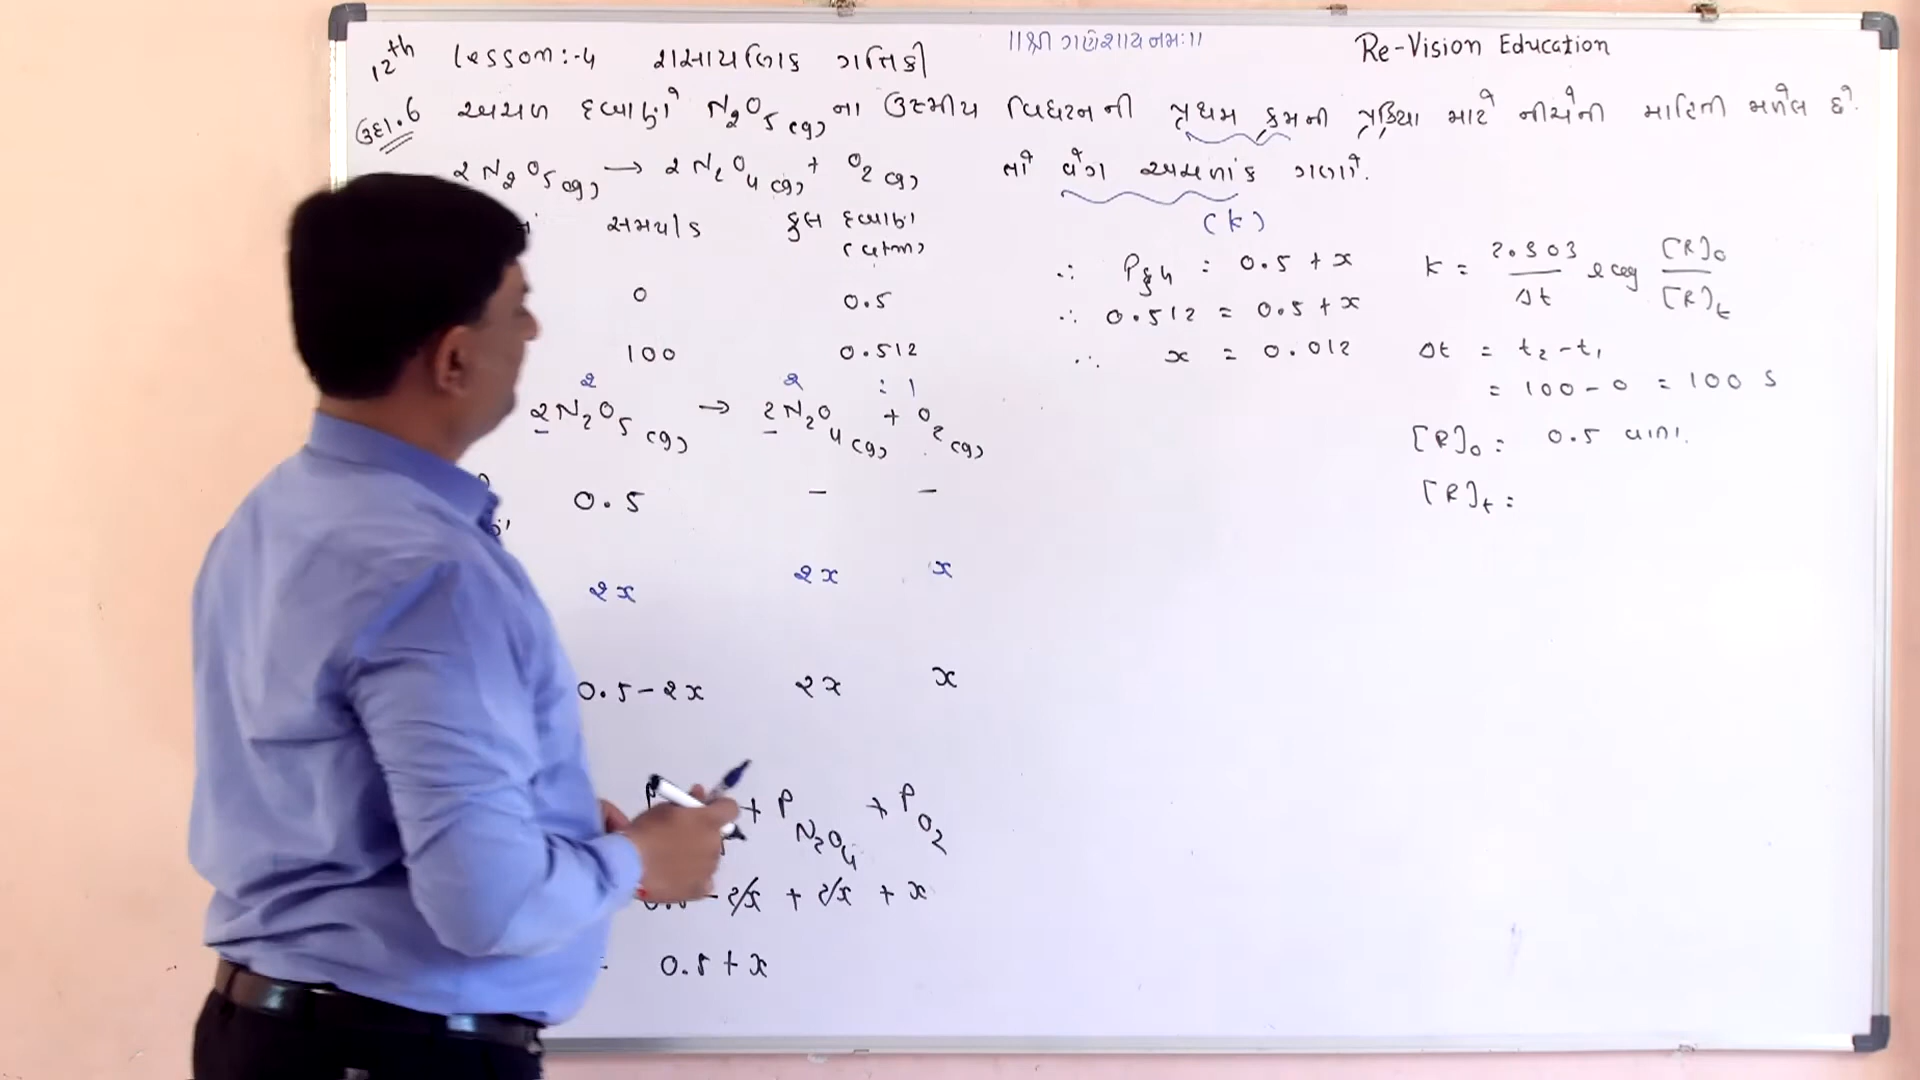 12th Lesson:-4 રાસાયણિક ગતિકી
॥શ્રી ગણેશાય નમઃ॥
Re-Vision Education
ઉદા.6 અચળ દબાણે N2O5(g) ના ઉષ્મીય વિઘટનની પ્રથમ ક્રમની પ્રક્રિયા માટે નીચેની માહિતી મળેલ છે.
2N2O5(g) → 2N2O4(g) + O2(g) તો વેગ અચળાંક ગણો.
(k)
સમય/s કુલ દબાણ
(atm)
0 0.5
100 0.512
2 2 : 1
2N2O5(g) → 2N2O4(g) + O2(g)
0.5 - -
2x 2x x
0.5-2x 2x x
+ PN2O4 + PO2
- 2x + 2x + x
0.5+x
∴ Pકુલ = 0.5 + x
∴ 0.512 = 0.5 + x
∴ x = 0.012
K = 2.303 / Δt log [R]0 / [R]t
Δt = t2-t1
= 100-0 = 100 s
[R]0 = 0.5
[R]t =